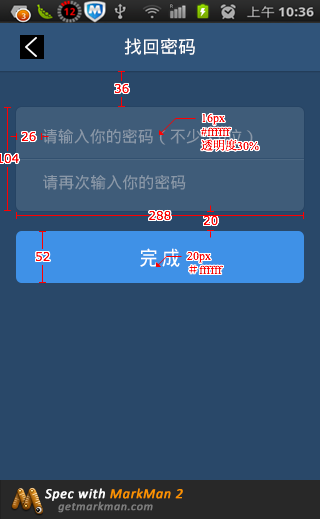 3
12
上午 10:36
找回密码
36
16px
#ffffff
透明度30%
26
请输入你的密码（不少
位）
104
请再次输入你的密码
288
20
52
完成
20px
#ffffff
Spec with MarkMan 2
getmarkman.com